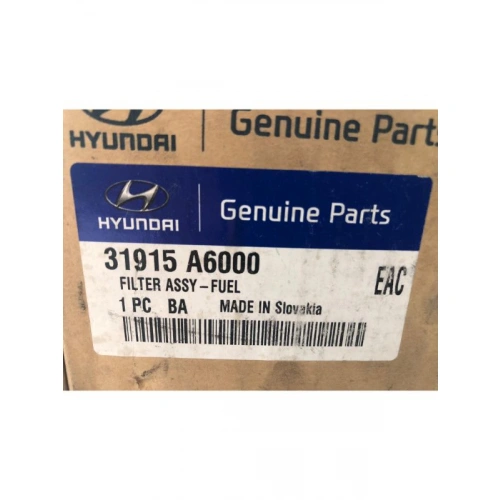 HYUNDAI
Genuine Parts
HYUNDAI
Genuine Parts
31915 A6000
FILTER ASSY-FUEL
EAC
1 PC BA MADE IN Slovakia